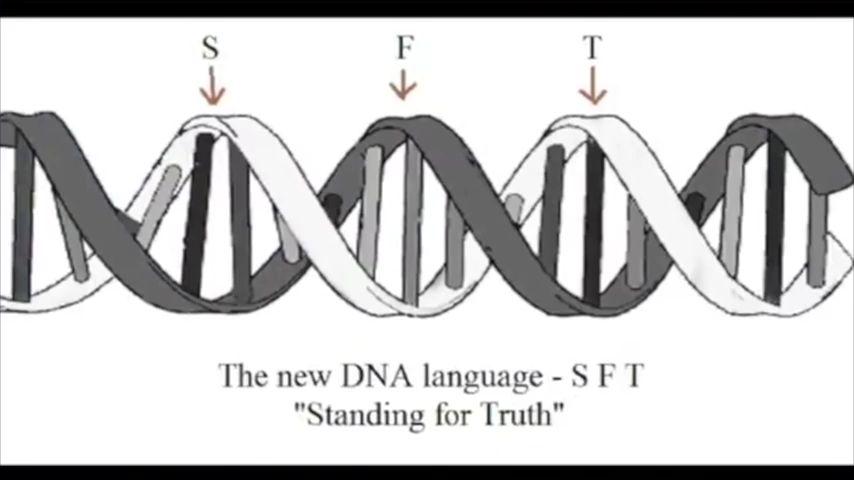 S F T
The new DNA language - S F T
"Standing for Truth"